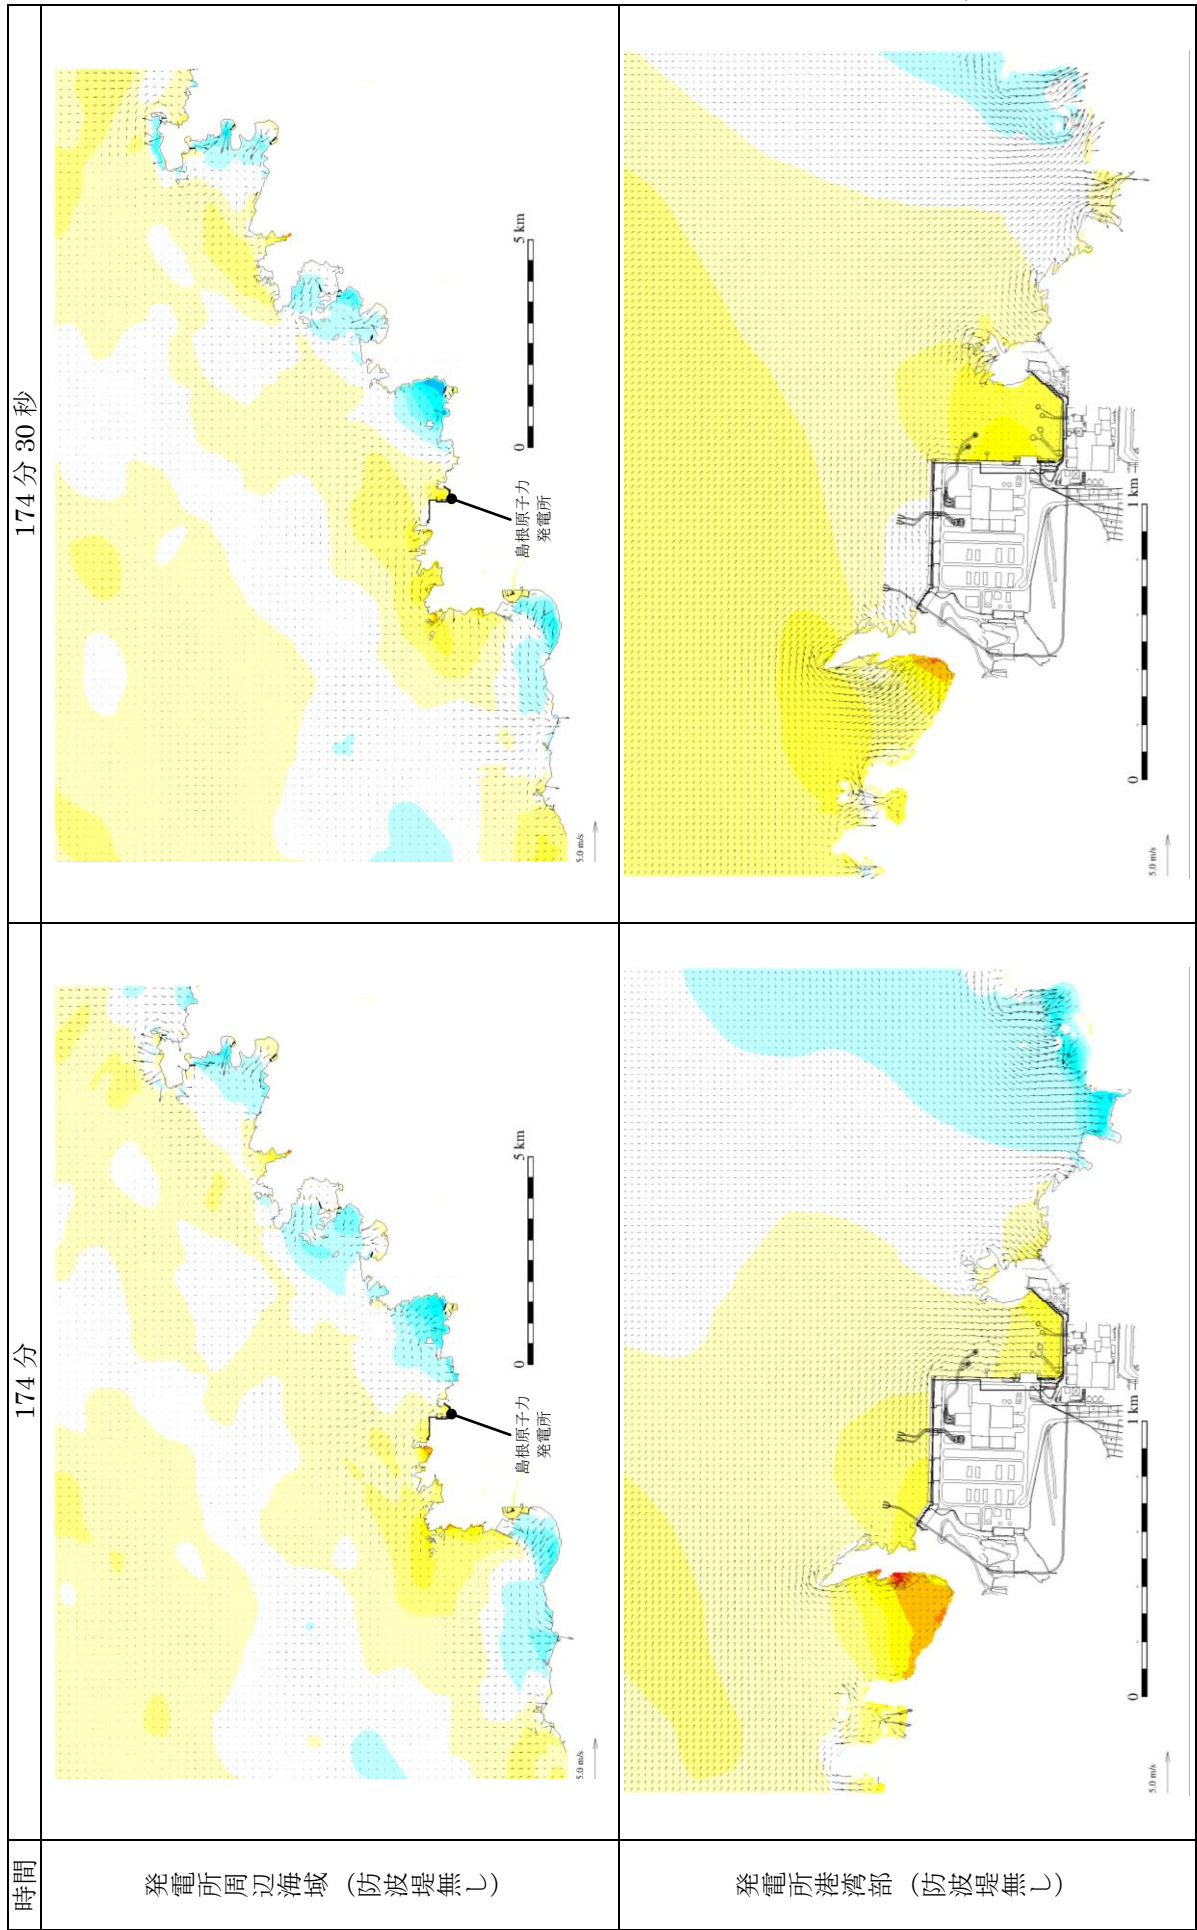 時間
174分
174分 30秒
発電所周辺海域（防波堤無し）
島根原子力
発電所
0 5 km
5.0 m/s
島根原子力
発電所
0 5 km
5.0 m/s
発電所港湾部（防波堤無し）
0 1 km
5.0 m/s
0 1 km
5.0 m/s